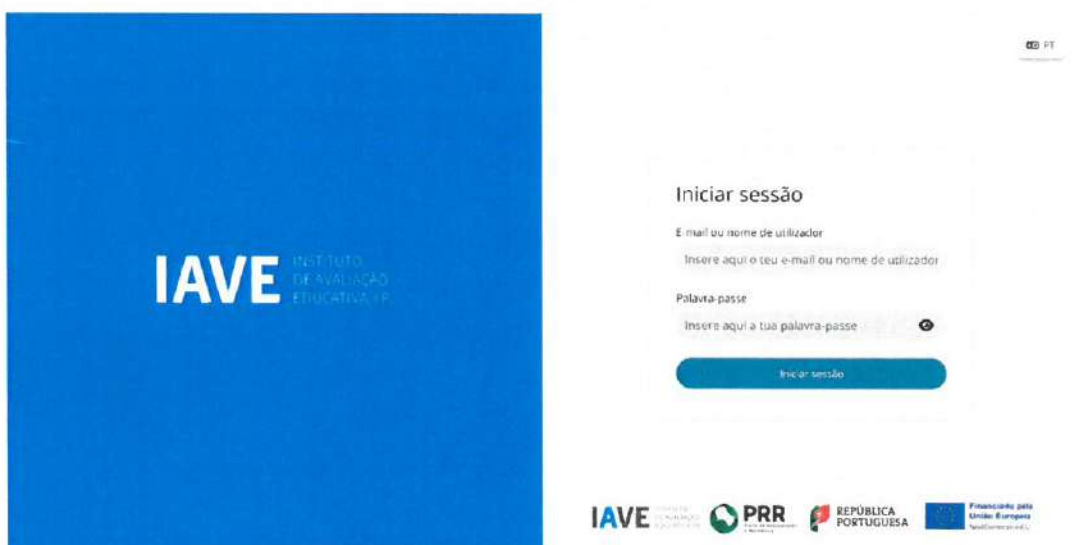 IAVE INSTITUTO
DE AVALIAÇÃO
EDUCATIVA, I.P.
PT
Iniciar sessão
E-mail ou nome de utilizador
Insere aqui o teu e-mail ou nome de utilizador
Palavra-passe
Insere aqui a tua palavra-passe
Iniciar sessão
IAVE
PRR
REPÚBLICA
PORTUGUESA
Financiado pela
União Europeia